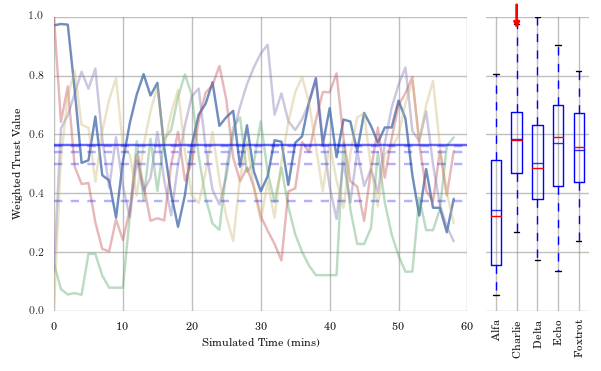 Weighted Trust Value
1.0
0.8
0.6
0.4
0.2
0.0
0 10 20 30 40 50 60
Simulated Time (mins)
Alfa
Charlie
Delta
Echo
Foxtrot